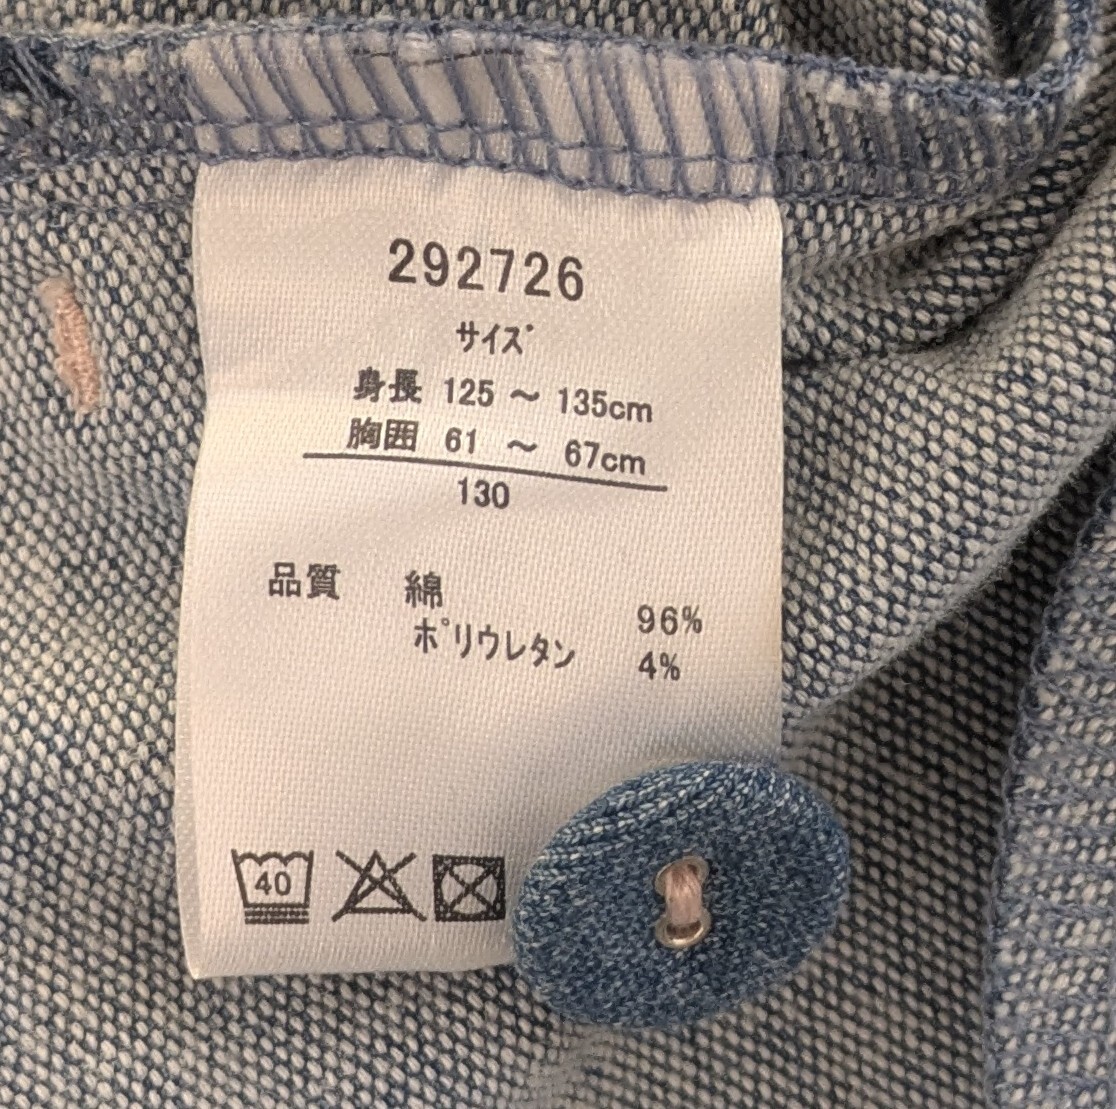 292726
サイズ
身長 125 ～ 135cm
胸囲 61 ～ 67cm
130
品質 綿 96%
ポリウレタン 4%
40